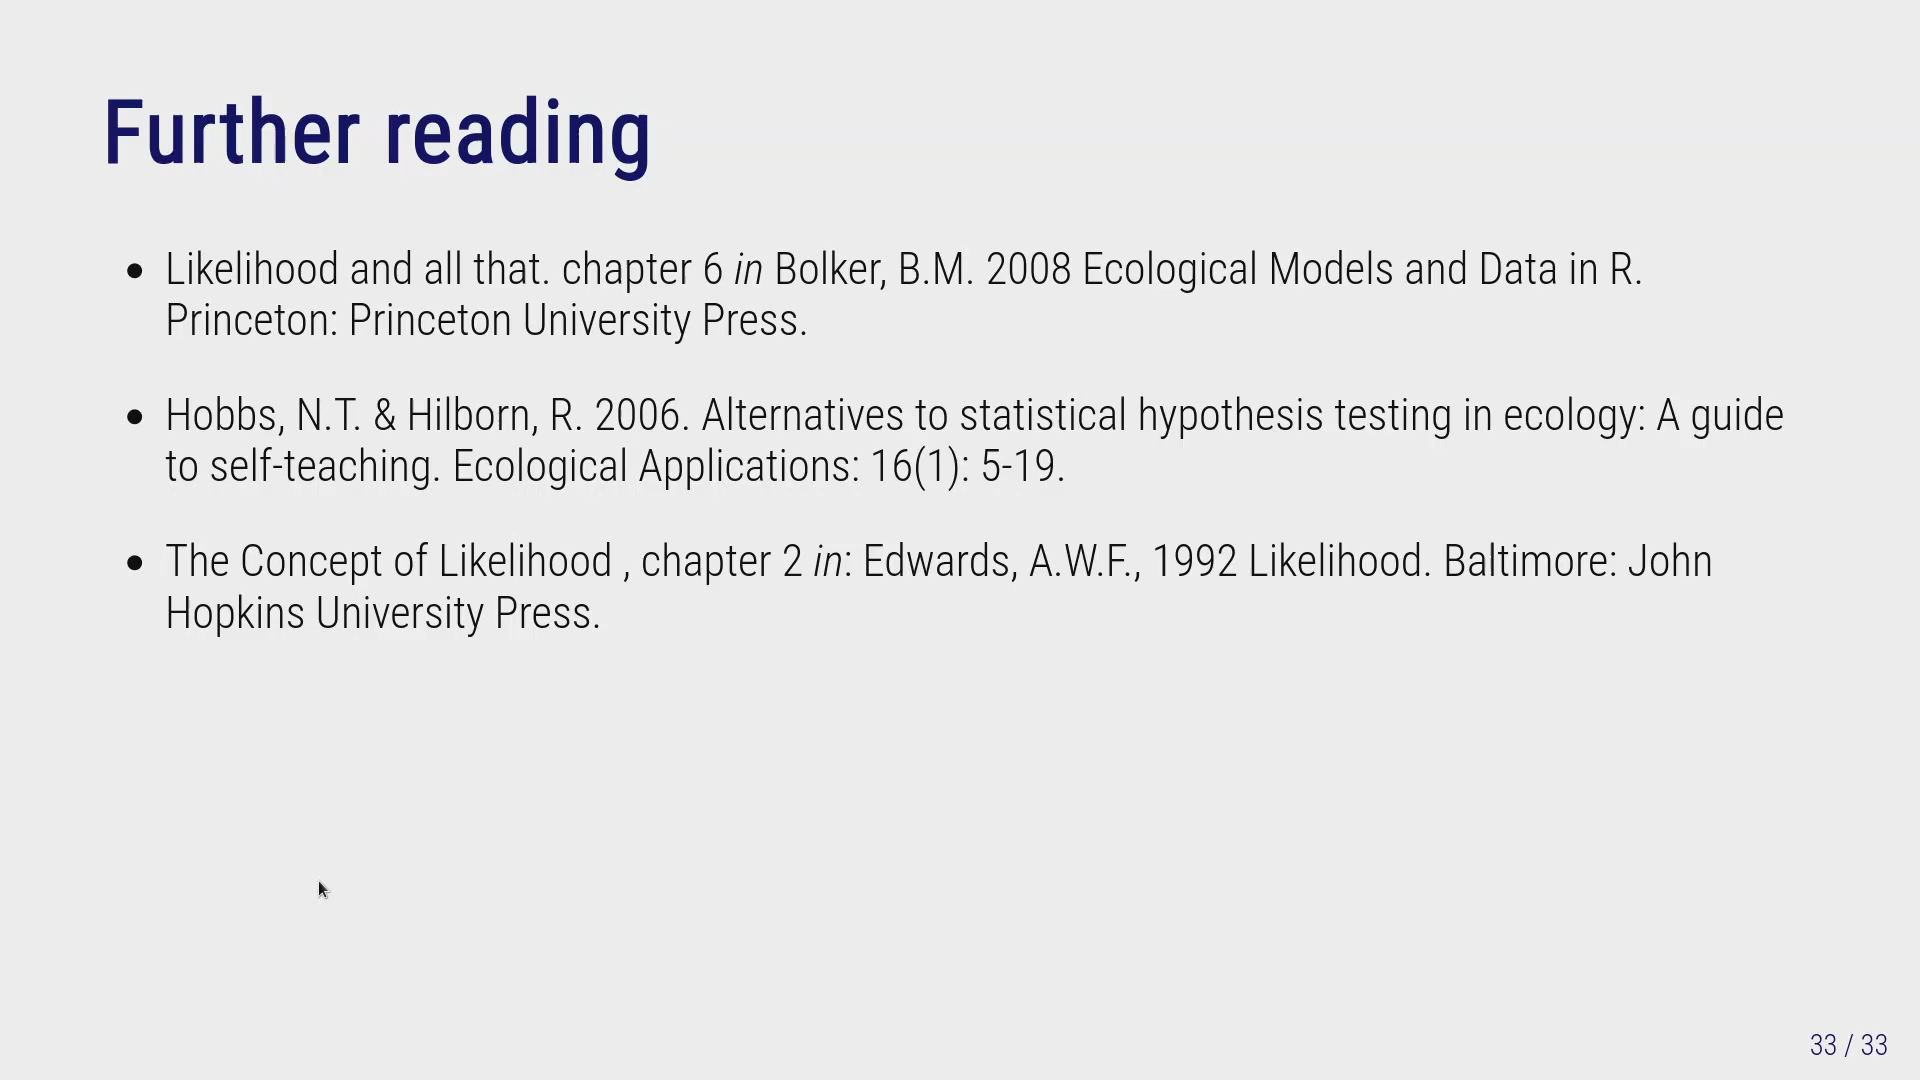 Further reading
Likelihood and all that. chapter 6 in Bolker, B.M. 2008 Ecological Models and Data in R.
Princeton: Princeton University Press.
Hobbs, N.T. & Hilborn, R. 2006. Alternatives to statistical hypothesis testing in ecology: A guide
to self-teaching. Ecological Applications: 16(1): 5-19.
The Concept of Likelihood , chapter 2 in: Edwards, A.W.F., 1992 Likelihood. Baltimore: John
Hopkins University Press.
33 / 33